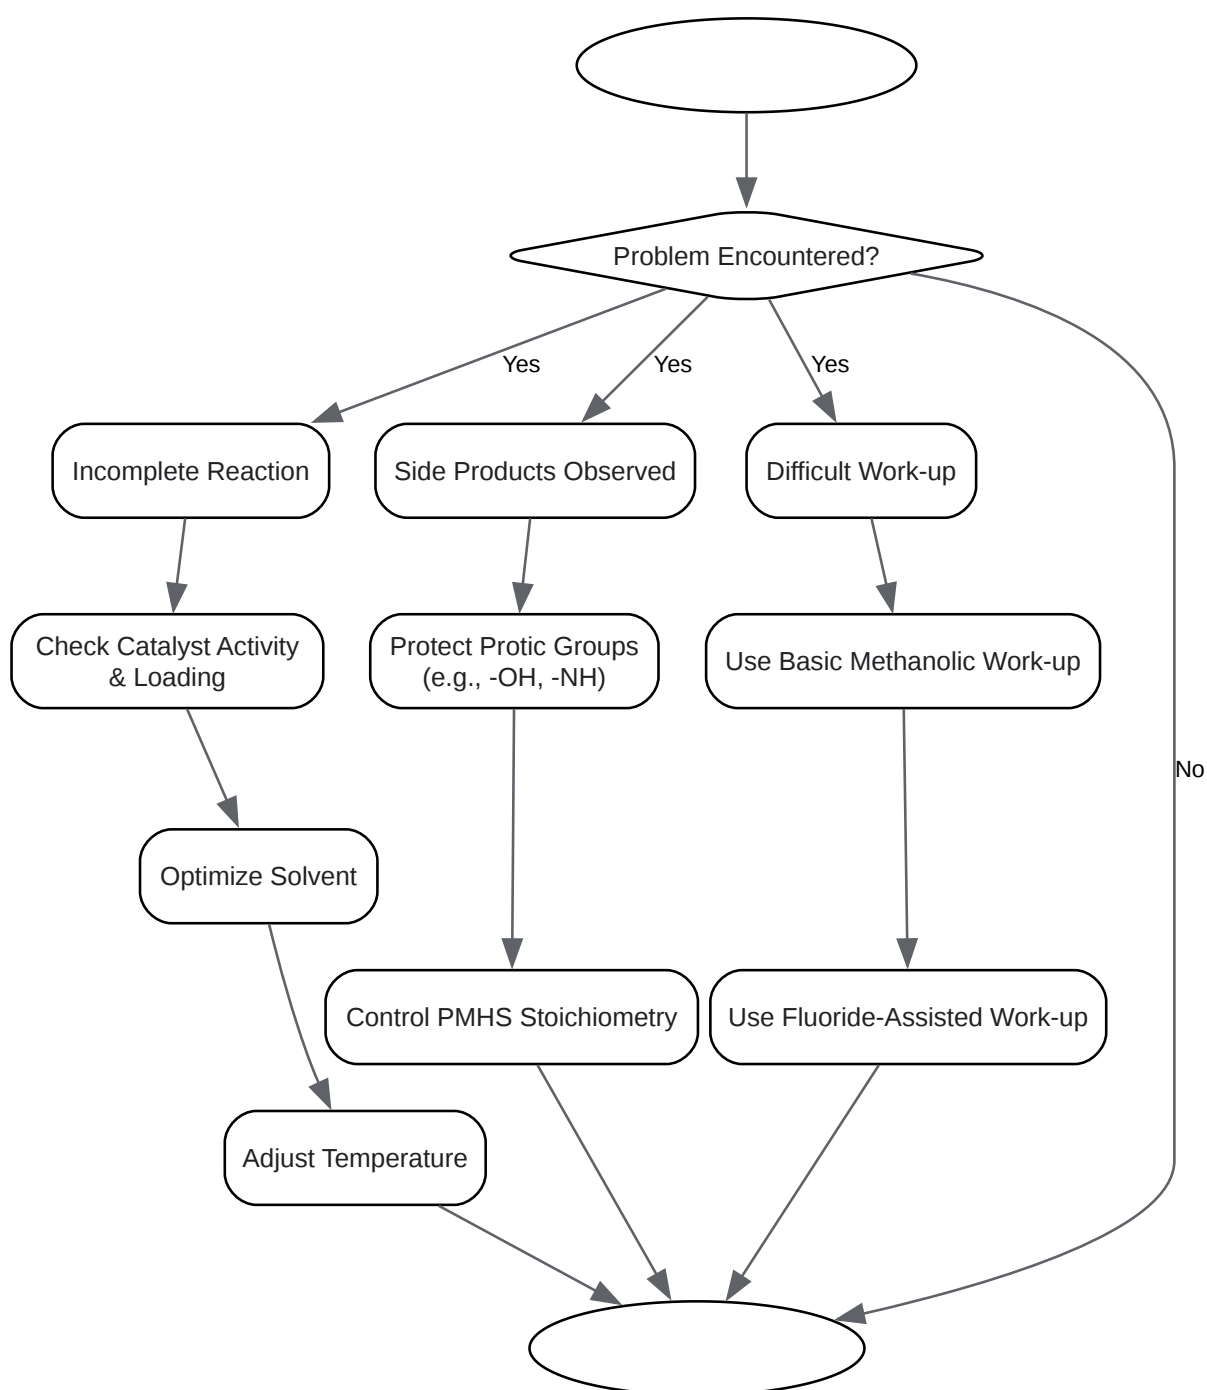 Problem Encountered?
Yes
Yes
Yes
Incomplete Reaction
Side Products Observed
Difficult Work-up
Check Catalyst Activity
& Loading
Protect Protic Groups
(e.g., -OH, -NH)
Use Basic Methanolic Work-up
No
Optimize Solvent
Control PMHS Stoichiometry
Use Fluoride-Assisted Work-up
Adjust Temperature